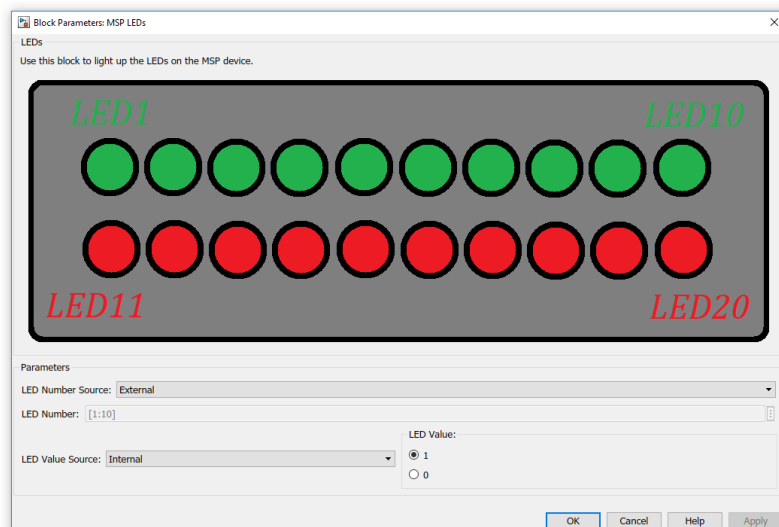 Block Parameters: MSP LEDs
LEDs
Use this block to light up the LEDs on the MSP device.
LED1 LED10
LED11 LED20
Parameters
LED Number Source: External
LED Number: [1:10]
LED Value:
LED Value Source: Internal
1
0
OK Cancel Help Apply